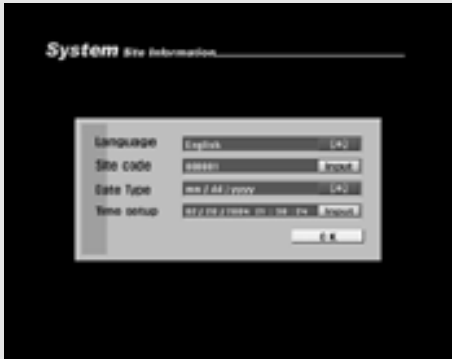 System Site Information
Language English [▼]
Site code 000001 Input
Date Type mm / dd / yyyy [▼]
Time setup Input
OK